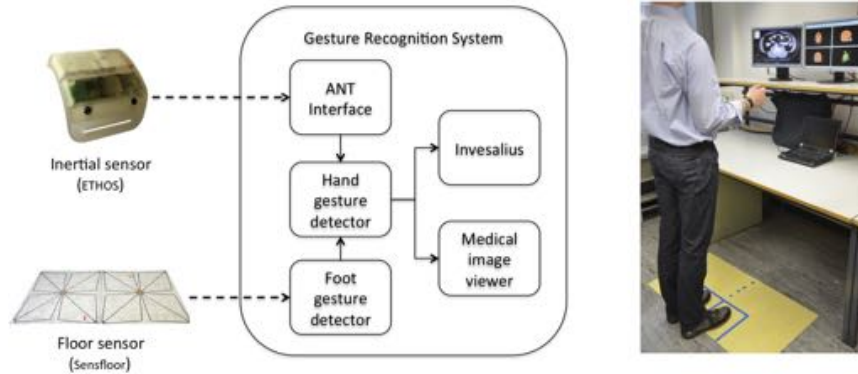 Gesture Recognition System
ANT
Interface
Inertial sensor
(ETHOS)
Hand
gesture
detector
Invesalius
Medical
image
viewer
Foot
gesture
detector
Floor sensor
(Sensfloor)